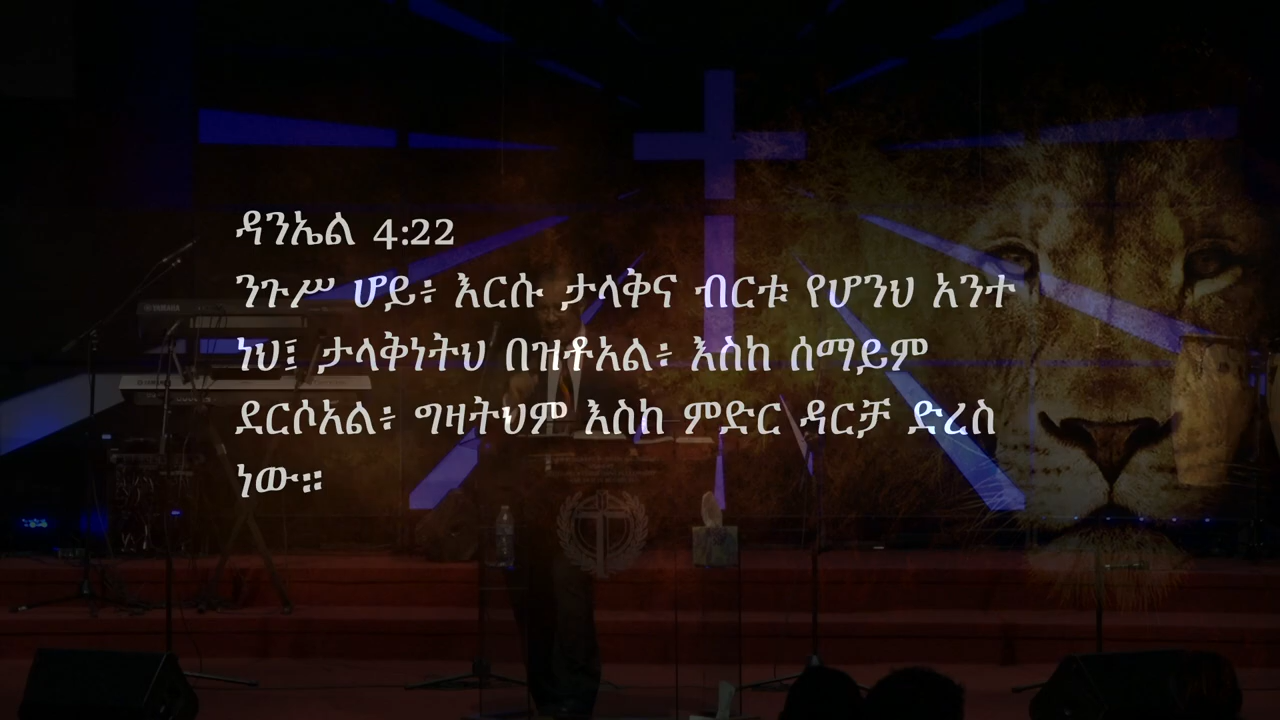 ዳንኤል 4:22
ንጉሥ ሆይ፥ እርሱ ታላቅና ብርቱ የሆንህ አንተ
ነህ፤ ታላቅነትህ በዝቶአል፥ እስከ ሰማይም
ደርሶአል፥ ግዛትህም እስከ ምድር ዳርቻ ድረስ
ነው።
YAMAHA